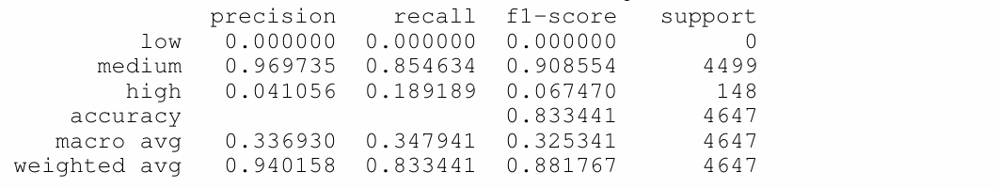 precision recall f1-score support
low 0.000000 0.000000 0.000000 0
medium 0.969735 0.854634 0.908554 4499
high 0.041056 0.189189 0.067470 148
accuracy 0.833441 4647
macro avg 0.336930 0.347941 0.325341 4647
weighted avg 0.940158 0.833441 0.881767 4647